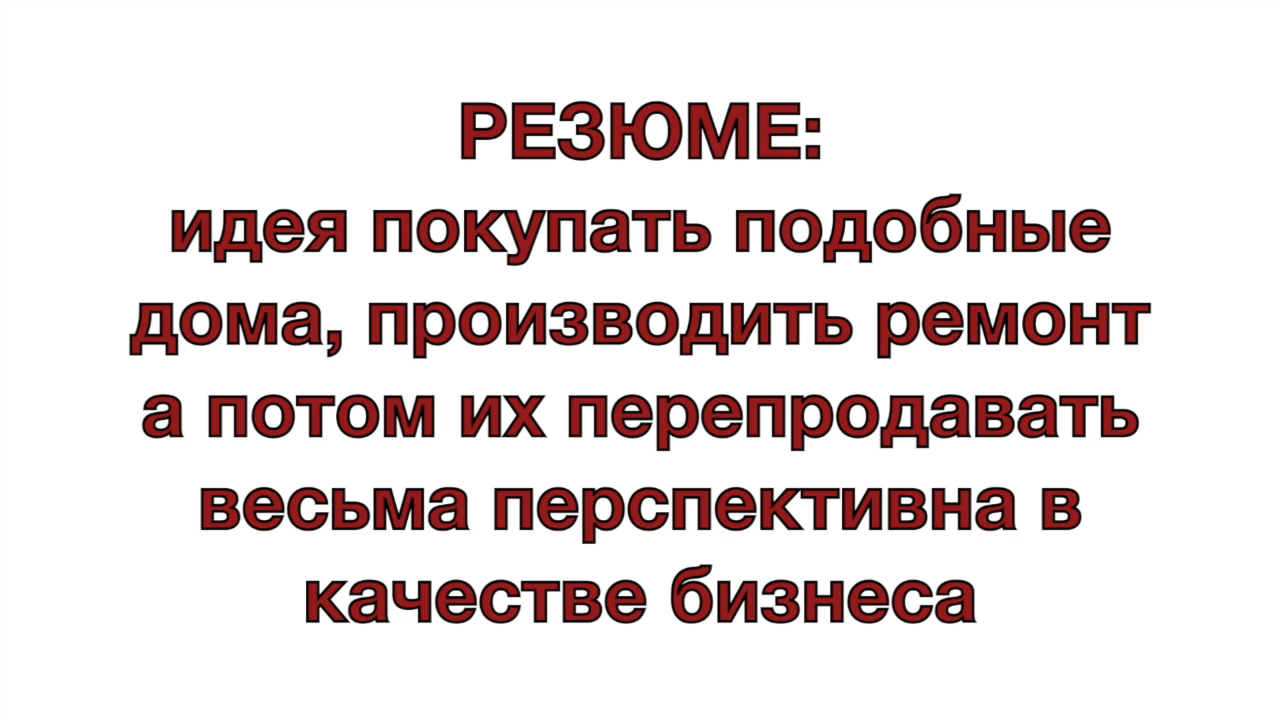 РЕЗЮМЕ:
идея покупать подобные
дома, производить ремонт
а потом их перепродавать
весьма перспективна в
качестве бизнеса